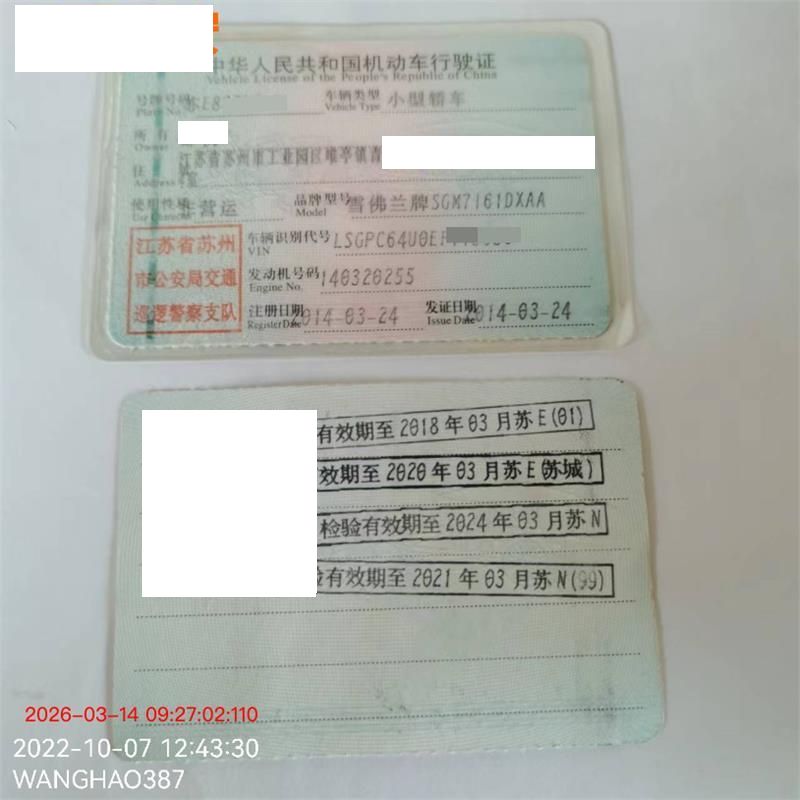 中华人民共和国机动车行驶证
Vehicle License of the People's Republic of China
号牌号码 苏E8 车辆类型 小型轿车
Plate No. Vehicle Type
所有
Owner
江苏省苏州市工业园区唯亭镇青
住 址 室
Address
使用性质 非营运 品牌型号 雪佛兰牌SGM7161DXAA
Use Character Model
江苏省苏州
市公安局交通
巡逻警察支队
车辆识别代号 LSGPC64U0EF
VIN
发动机号码 140320255
Engine No.
注册日期 2014-03-24 发证日期 2014-03-24
Register Date Issue Date
有效期至2018年03月苏E(01)
效期至2020年03月苏E(苏城)
检验有效期至2024年03月苏N
验有效期至2021年03月苏N(99)
2026-03-14 09:27:02:110
2022-10-07 12:43:30
WANGHAO387